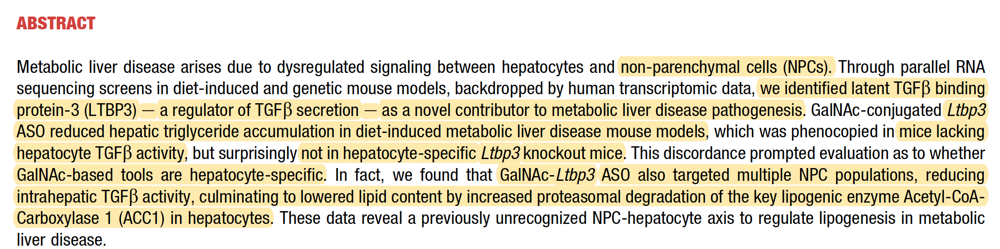 ABSTRACT
Metabolic liver disease arises due to dysregulated signaling between hepatocytes and non-parenchymal cells (NPCs). Through parallel RNA
sequencing screens in diet-induced and genetic mouse models, backdropped by human transcriptomic data, we identified latent TGFβ binding
protein-3 (LTBP3) — a regulator of TGFβ secretion — as a novel contributor to metabolic liver disease pathogenesis. GalNAc-conjugated Ltbp3
ASO reduced hepatic triglyceride accumulation in diet-induced metabolic liver disease mouse models, which was phenocopied in mice lacking
hepatocyte TGFβ activity, but surprisingly not in hepatocyte-specific Ltbp3 knockout mice. This discordance prompted evaluation as to whether
GalNAc-based tools are hepatocyte-specific. In fact, we found that GalNAc-Ltbp3 ASO also targeted multiple NPC populations, reducing
intrahepatic TGFβ activity, culminating to lowered lipid content by increased proteasomal degradation of the key lipogenic enzyme Acetyl-CoA-
Carboxylase 1 (ACC1) in hepatocytes. These data reveal a previously unrecognized NPC-hepatocyte axis to regulate lipogenesis in metabolic
liver disease.